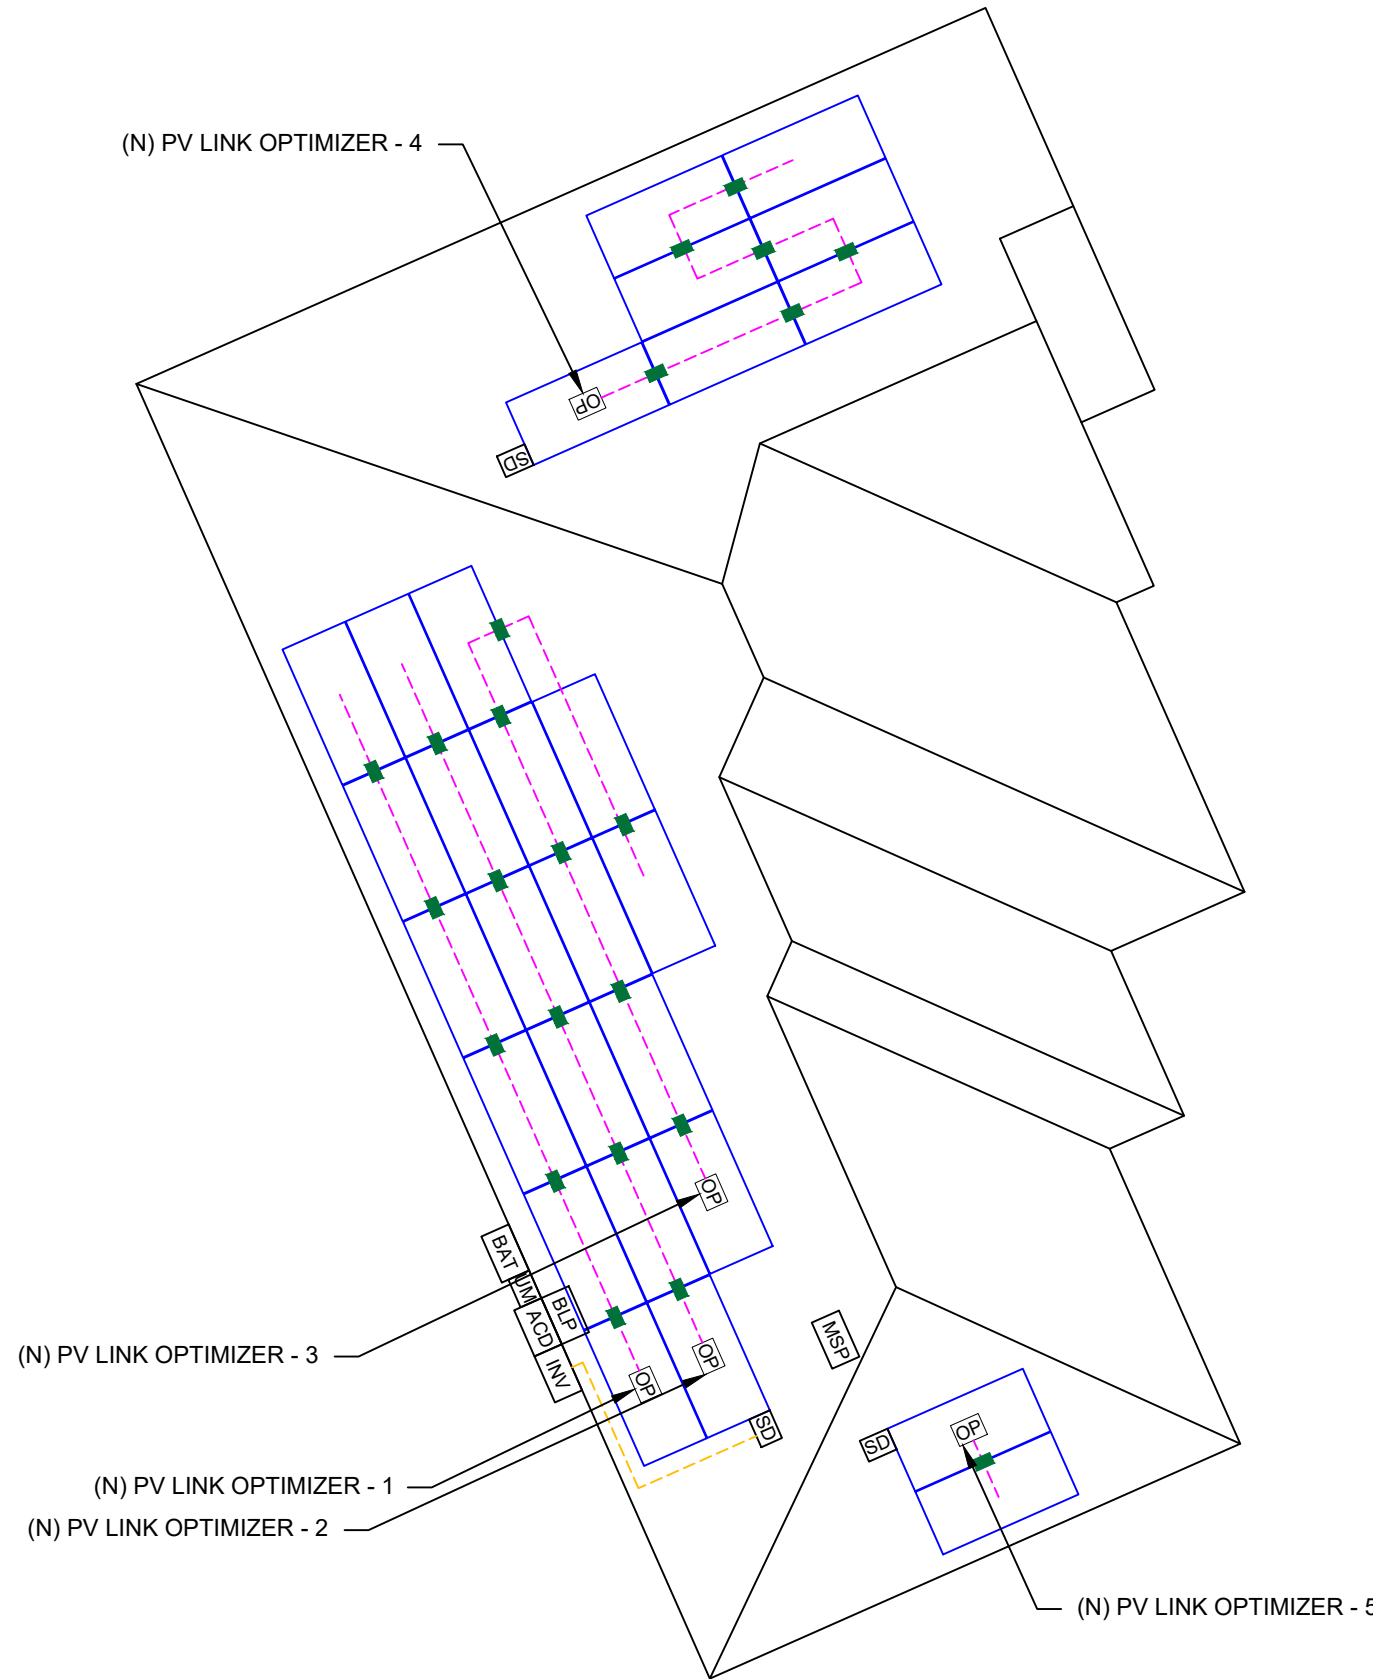 (N) PV LINK OPTIMIZER - 4
OP
SD
OP
BAT
UM
BLP
ACD
INV
MSP
(N) PV LINK OPTIMIZER - 3
OP
OP
SD
SD
OP
(N) PV LINK OPTIMIZER - 1
(N) PV LINK OPTIMIZER - 2
(N) PV LINK OPTIMIZER - 5